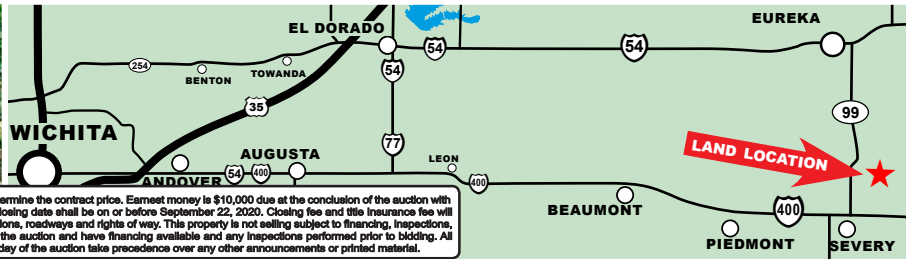 EUREKA
EL DORADO
54
54
254
BENTON
TOWANDA
54
35
99
WICHITA
77
LAND LOCATION
AUGUSTA
LEON
ANDOVER
54
400
400
BEAUMONT
400
PIEDMONT
SEVERY
ermine the contract price. Earnest money is $10,000 due at the conclusion of the auction with
losing date shall be on or before September 22, 2020. Closing fee and title insurance fee will
ions, roadways and rights of way. This property is not selling subject to financing, inspections,
the auction and have financing available and any inspections performed prior to bidding. All
day of the auction take precedence over any other announcements or printed material.